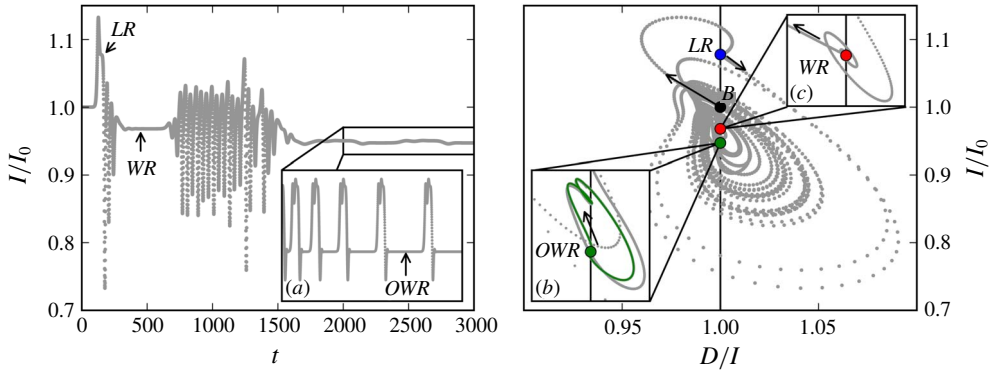 1.1
1.0
0.9
0.8
0.7
I/I₀
LR
WR
(a)
OWR
0 500 1000 1500 2000 2500 3000
t
LR
B
WR
(c)
OWR
(b)
1.1
1.0
0.9
0.8
0.7
I/I₀
0.95 1.00 1.05
D/I